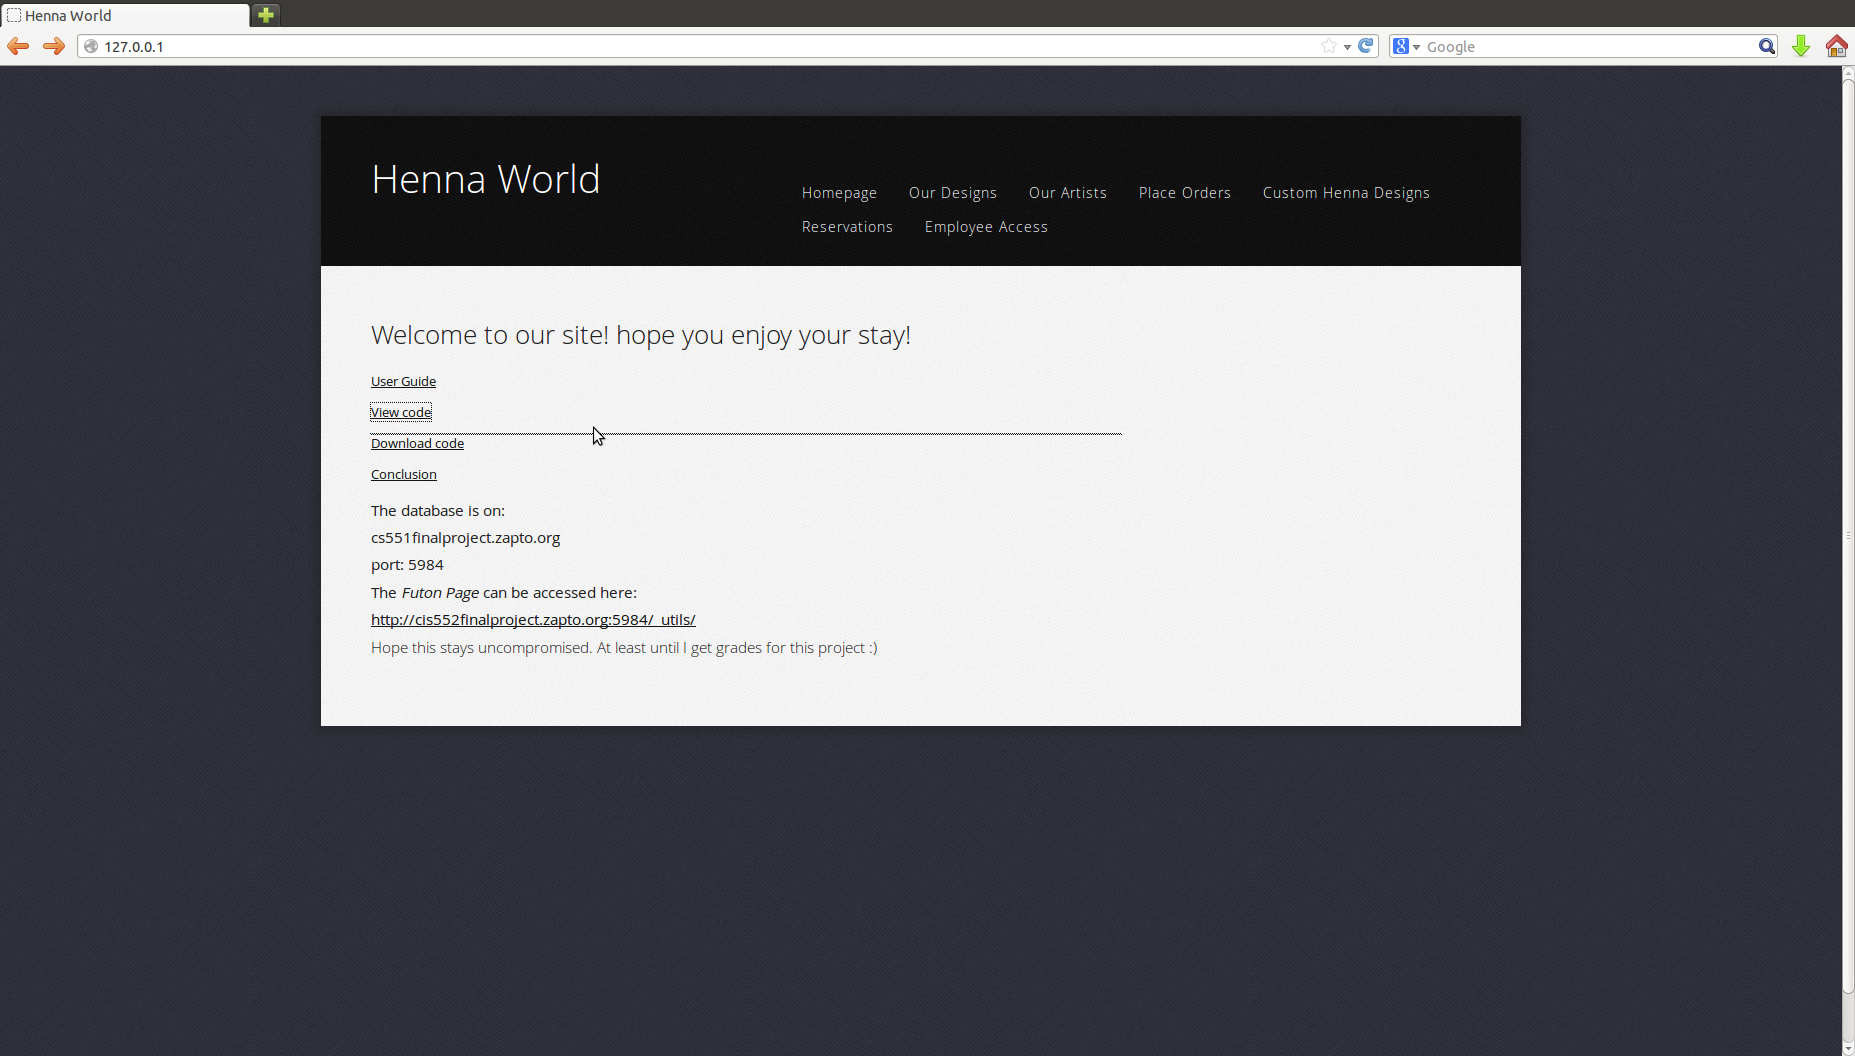 Henna World
127.0.0.1
Google
Henna World
Homepage Our Designs Our Artists Place Orders Custom Henna Designs
Reservations Employee Access
Welcome to our site! hope you enjoy your stay!
User Guide
View code
Download code
Conclusion
The database is on:
cs551finalproject.zapto.org
port: 5984
The Futon Page can be accessed here:
http://cis552finalproject.zapto.org:5984/_utils/
Hope this stays uncompromised. At least until I get grades for this project :)